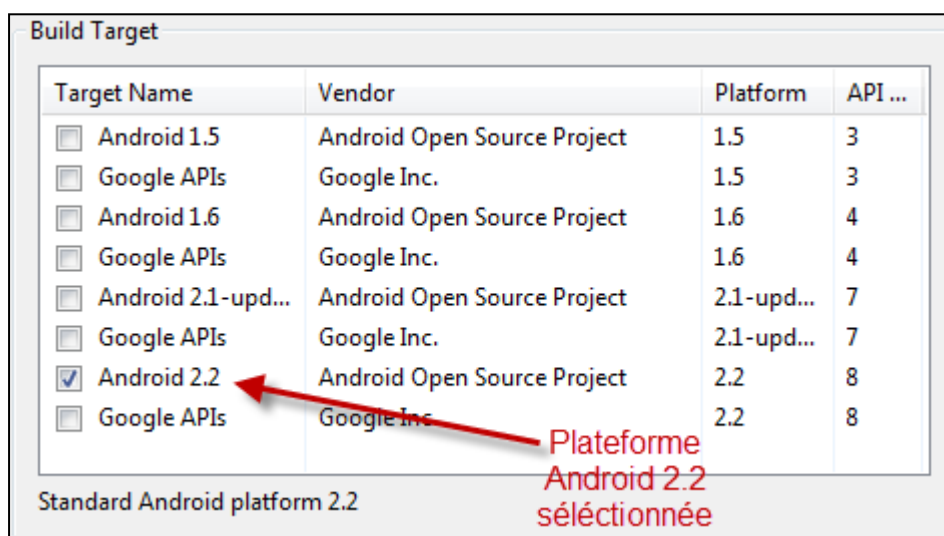 Build Target
Target Name Vendor Platform API ...
Android 1.5 Android Open Source Project 1.5 3
Google APIs Google Inc. 1.5 3
Android 1.6 Android Open Source Project 1.6 4
Google APIs Google Inc. 1.6 4
Android 2.1-upd... Android Open Source Project 2.1-upd... 7
Google APIs Google Inc. 2.1-upd... 7
Android 2.2 Android Open Source Project 2.2 8
Google APIs Google Inc. 2.2 8
Plateforme
Android 2.2
séléctionnée
Standard Android platform 2.2